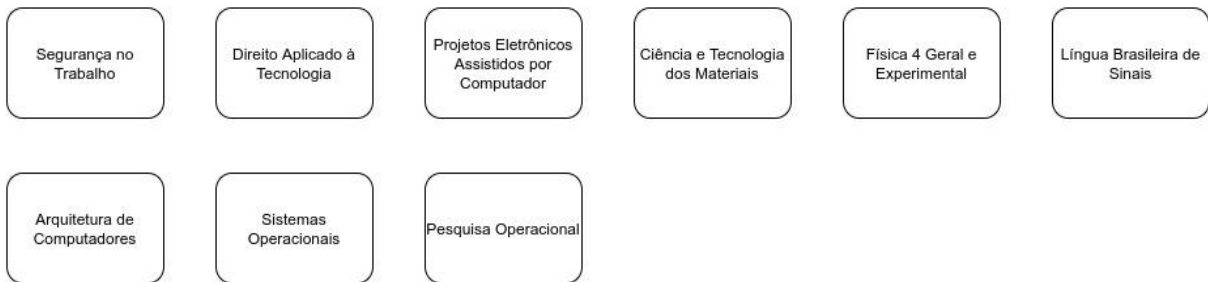 Segurança no
Trabalho
Direito Aplicado à
Tecnologia
Projetos Eletrônicos
Assistidos por
Computador
Ciência e Tecnologia
dos Materiais
Física 4 Geral e
Experimental
Língua Brasileira de
Sinais
Arquitetura de
Computadores
Sistemas
Operacionais
Pesquisa Operacional